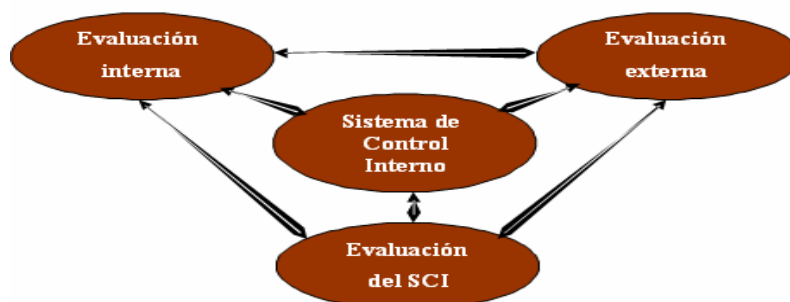 Evaluación
interna
Evaluación
externa
Sistema de
Control
Interno
Evaluación
del SCI